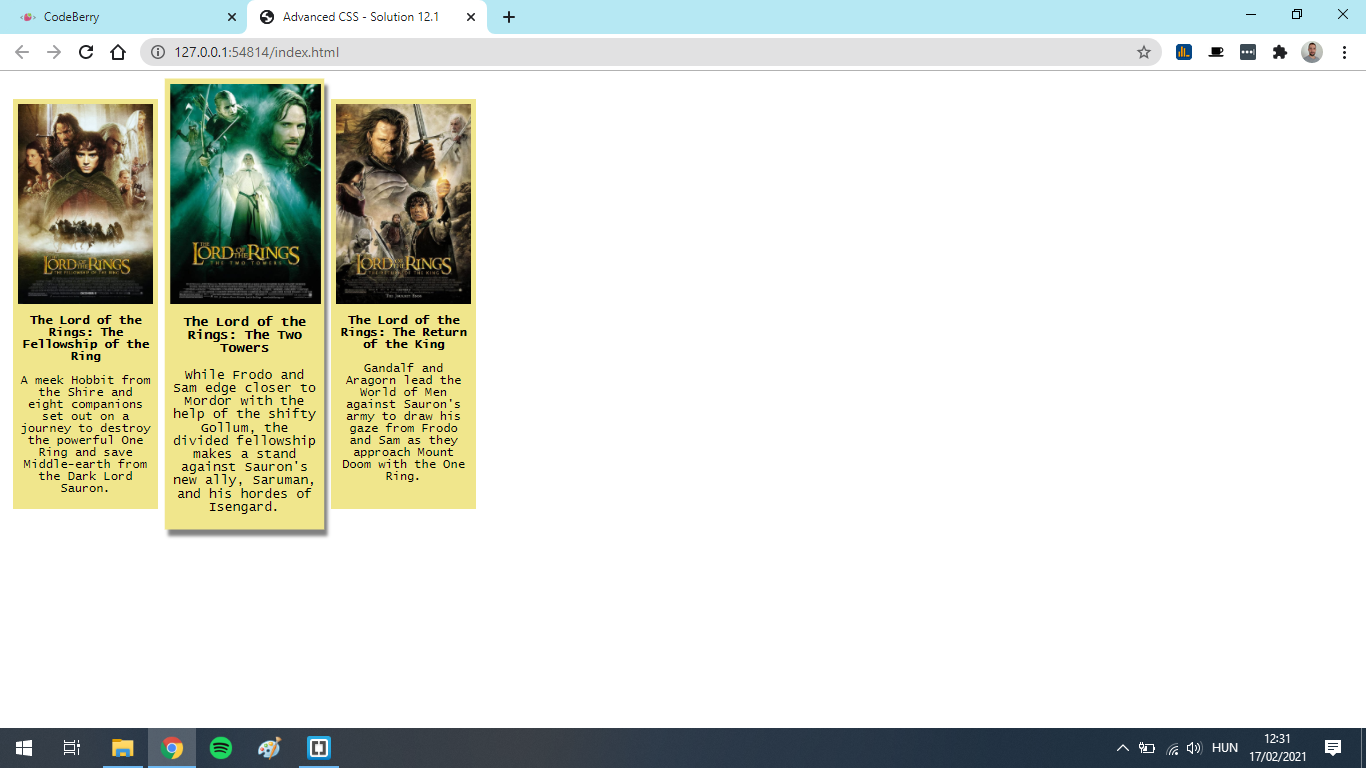 CodeBerry
Advanced CSS - Solution 12.1
127.0.0.1:54814/index.html
THE
LORD OF THE RINGS
THE FELLOWSHIP OF THE RING
The Lord of the
Rings: The
Fellowship of the
Ring
A meek Hobbit from
the Shire and
eight companions
set out on a
journey to destroy
the powerful One
Ring and save
Middle-earth from
the Dark Lord
Sauron.
THE
LORD OF THE RINGS
THE TWO TOWERS
The Lord of the
Rings: The Two
Towers
While Frodo and
Sam edge closer to
Mordor with the
help of the shifty
Gollum, the
divided fellowship
makes a stand
against Sauron's
new ally, Saruman,
and his hordes of
Isengard.
THE
LORD OF THE RINGS
THE RETURN OF THE KING
The Lord of the
Rings: The Return
of the King
Gandalf and
Aragorn lead the
World of Men
against Sauron's
army to draw his
gaze from Frodo
and Sam as they
approach Mount
Doom with the One
Ring.
HUN
12:31
17/02/2021